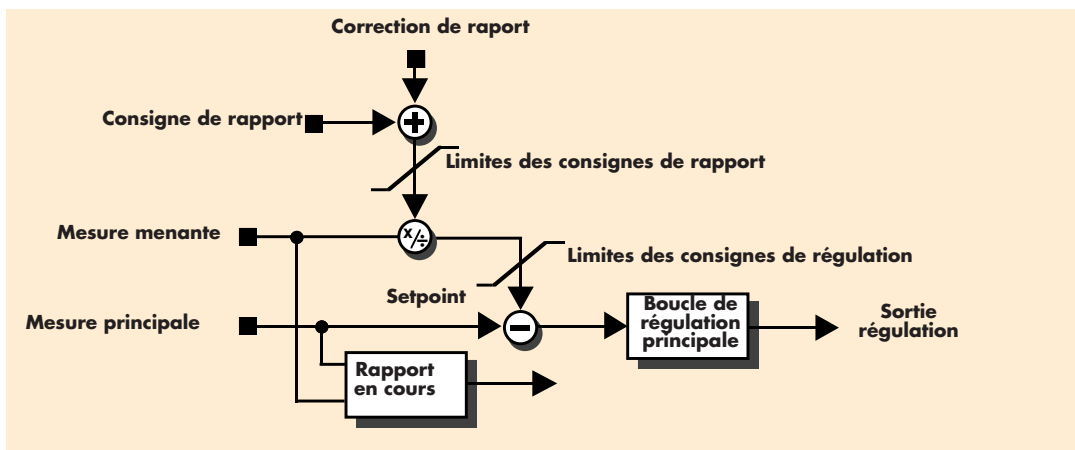 Correction de raport
Consigne de rapport
+
Limites des consignes de rapport
Mesure menante
x/÷
Limites des consignes de régulation
Setpoint
Mesure principale
−
Boucle de
régulation
principale
Sortie
régulation
Rapport
en cours